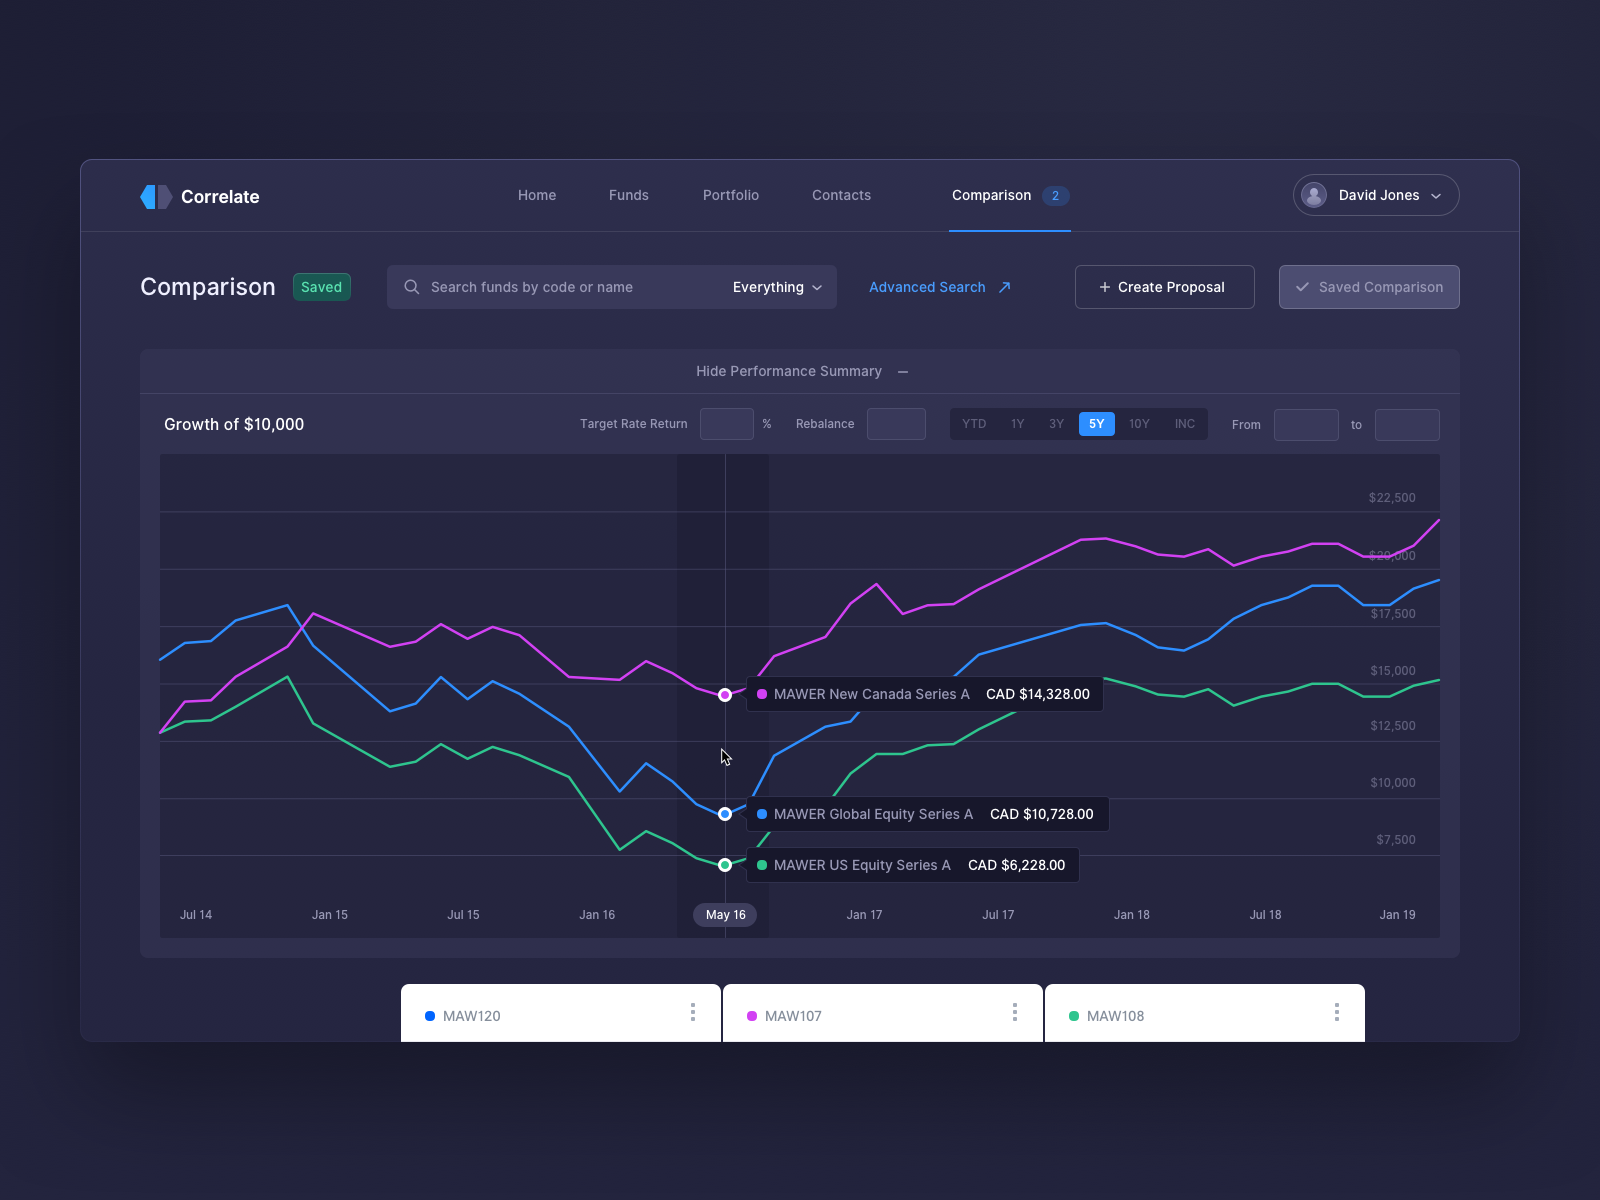 Correlate
Home
Funds
Portfolio
Contacts
Comparison 2
David Jones
Comparison
Saved
Search funds by code or name
Everything
Advanced Search
+ Create Proposal
Saved Comparison
Hide Performance Summary
Growth of $10,000
Target Rate Return
%
Rebalance
YTD
1Y
3Y
5Y
10Y
INC
From
to
$22,500
$20,000
$17,500
$15,000
MAWER New Canada Series A CAD $14,328.00
$12,500
$10,000
MAWER Global Equity Series A CAD $10,728.00
$7,500
MAWER US Equity Series A CAD $6,228.00
Jul 14
Jan 15
Jul 15
Jan 16
May 16
Jan 17
Jul 17
Jan 18
Jul 18
Jan 19
MAW120
MAW107
MAW108